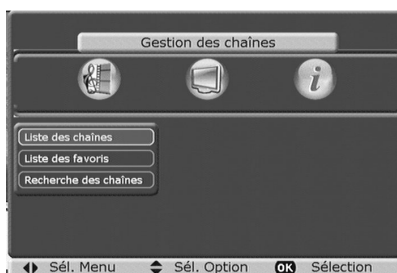 Gestion des chaînes
Liste des chaînes
Liste des favoris
Recherche des chaînes
Sél. Menu Sél. Option OK Sélection